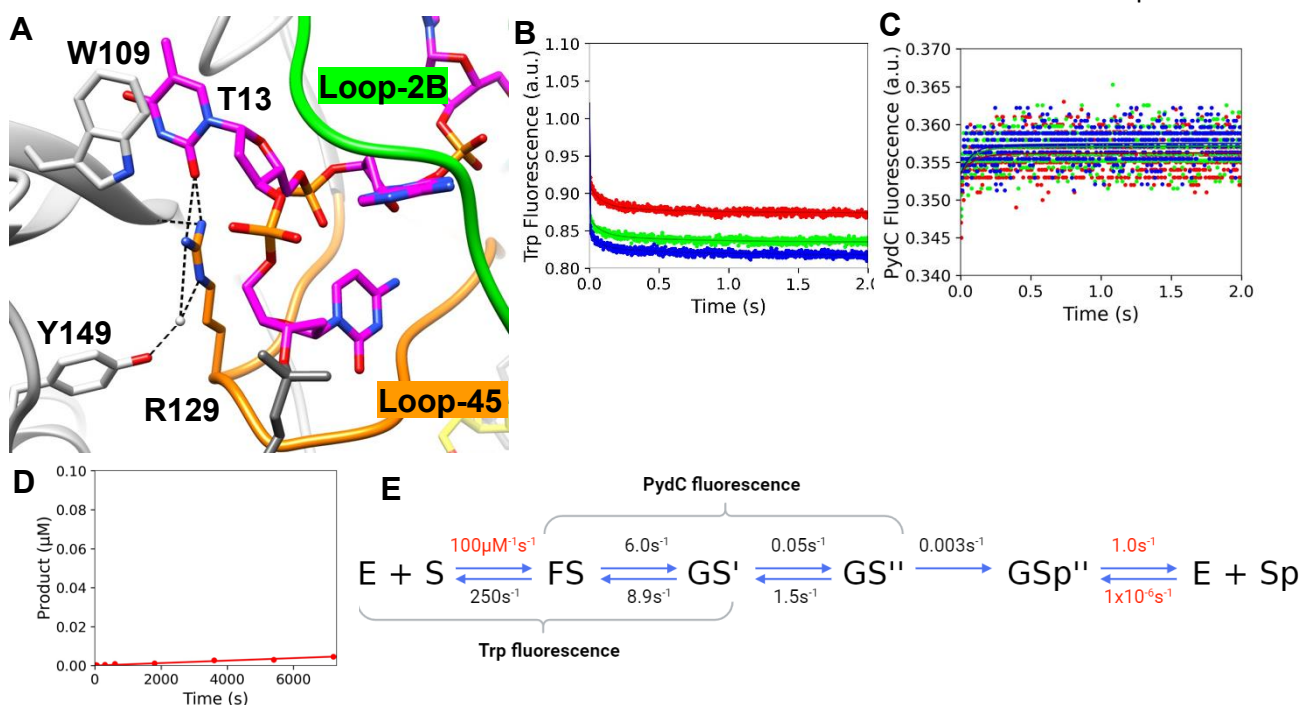 A
W109
T13
Loop-2B
Y149
R129
Loop-45
B
1.10
1.05
1.00
0.95
0.90
0.85
0.80
Trp Fluorescence (a.u.)
0.0 0.5 1.0 1.5 2.0
Time (s)
C
0.370
0.365
0.360
0.355
0.350
0.345
0.340
PydC Fluorescence (a.u.)
0.0 0.5 1.0 1.5 2.0
Time (s)
D
0.10
0.08
0.06
0.04
0.02
0.00
Product (µM)
0 2000 4000 6000
Time (s)
E
PydC fluorescence
100µM⁻¹s⁻¹ 6.0s⁻¹ 0.05s⁻¹ 0.003s⁻¹ 1.0s⁻¹
E + S FS GS' GS'' GSp'' E + Sp
250s⁻¹ 8.9s⁻¹ 1.5s⁻¹ 1x10⁻⁶s⁻¹
Trp fluorescence